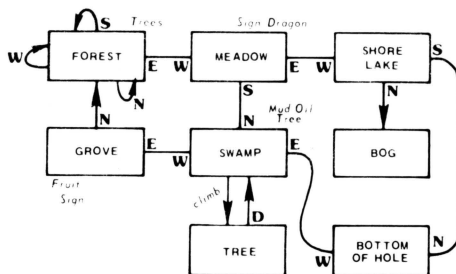 S Trees Sign Dragon
W FOREST E W MEADOW E W SHORE LAKE S
N S N
Mud Oil
Tree
N N
GROVE E W SWAMP E BOG
Fruit
Sign
climb D
TREE W BOTTOM OF HOLE N